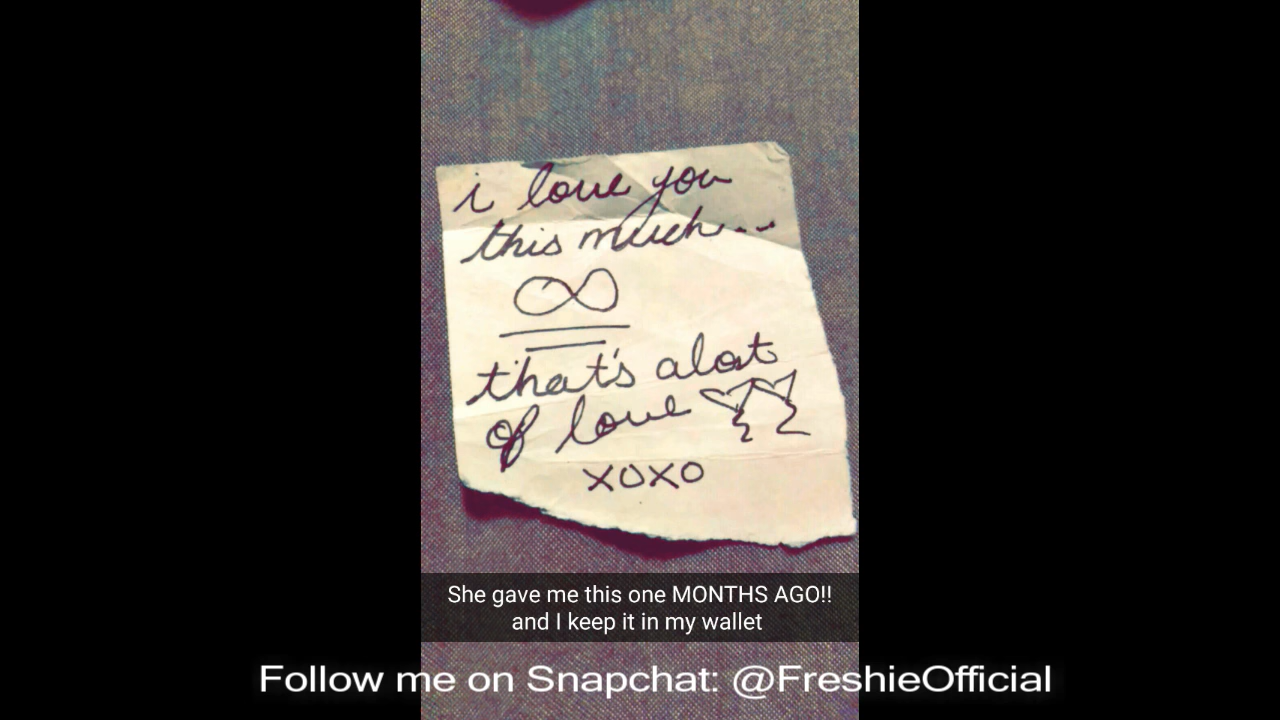 i love you
this much...
∞
that's alot
of love
xoxo
She gave me this one MONTHS AGO!!
and I keep it in my wallet
Follow me on Snapchat: @FreshieOfficial